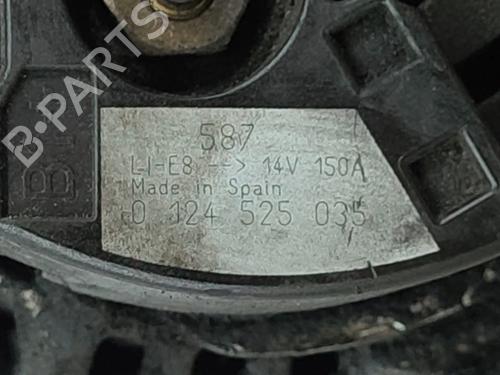 B-PARTS
B+
587
LI-E8 --> 14V 150A
Made in Spain
0 124 525 035